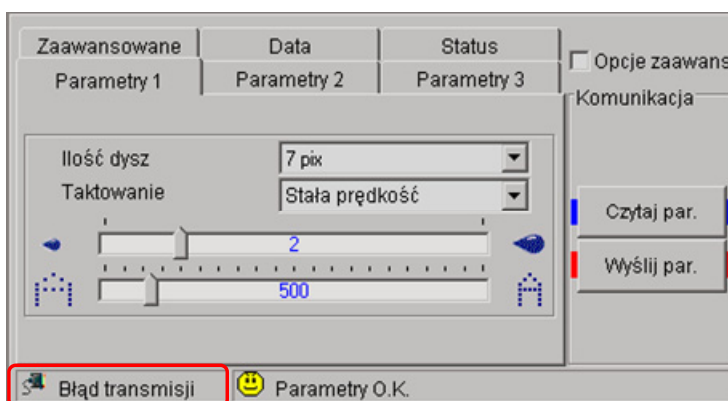 Zaawansowane Data Status
Opcje zaawans
Parametry 1 Parametry 2 Parametry 3
Komunikacja
Ilość dysz 7 pix
Taktowanie Stała prędkość
Czytaj par.
2
Wyślij par.
500
Błąd transmisji Parametry O.K.